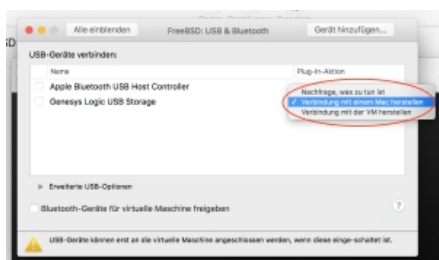 Alle einblenden
FreeBSD: USB & Bluetooth
Gerät hinzufügen...
USB-Geräte verbinden:
Name
Plug-In-Aktion
Apple Bluetooth USB Host Controller
Genesys Logic USB Storage
Nachfrage, was zu tun ist
✓ Verbindung mit einem Mac herstellen
Verbindung mit der VM herstellen
Erweiterte USB-Optionen
Bluetooth-Geräte für virtuelle Maschine freigeben
?
USB-Geräte können erst an die virtuelle Maschine angeschlossen werden, wenn diese einge-schaltet ist.